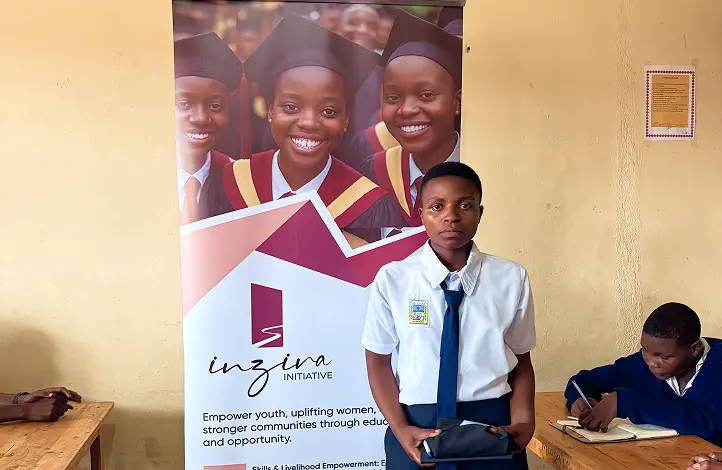 inzira
INITIATIVE
Empower youth, uplifting women,
stronger communities through edu
and opportunity.
Skills & Livelihood Empowerment: E